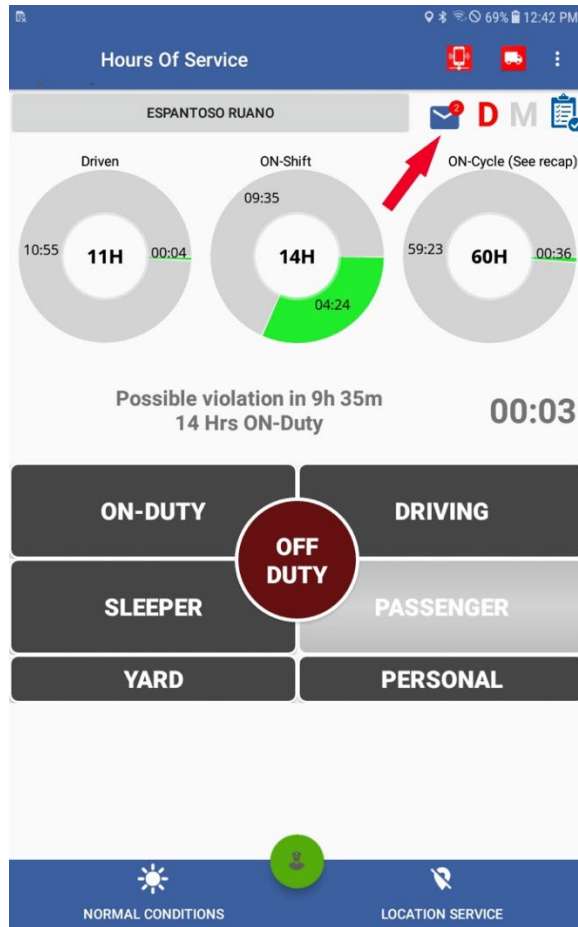 69% 12:42 PM
Hours Of Service
ESPANTOSO RUANO
2
D M
Driven
ON-Shift
ON-Cycle (See recap)
09:35
10:55
11H
00:04
14H
59:23
60H
00:36
04:24
Possible violation in 9h 35m
14 Hrs ON-Duty
00:03
ON-DUTY
DRIVING
OFF
DUTY
SLEEPER
PASSENGER
YARD
PERSONAL
NORMAL CONDITIONS
LOCATION SERVICE